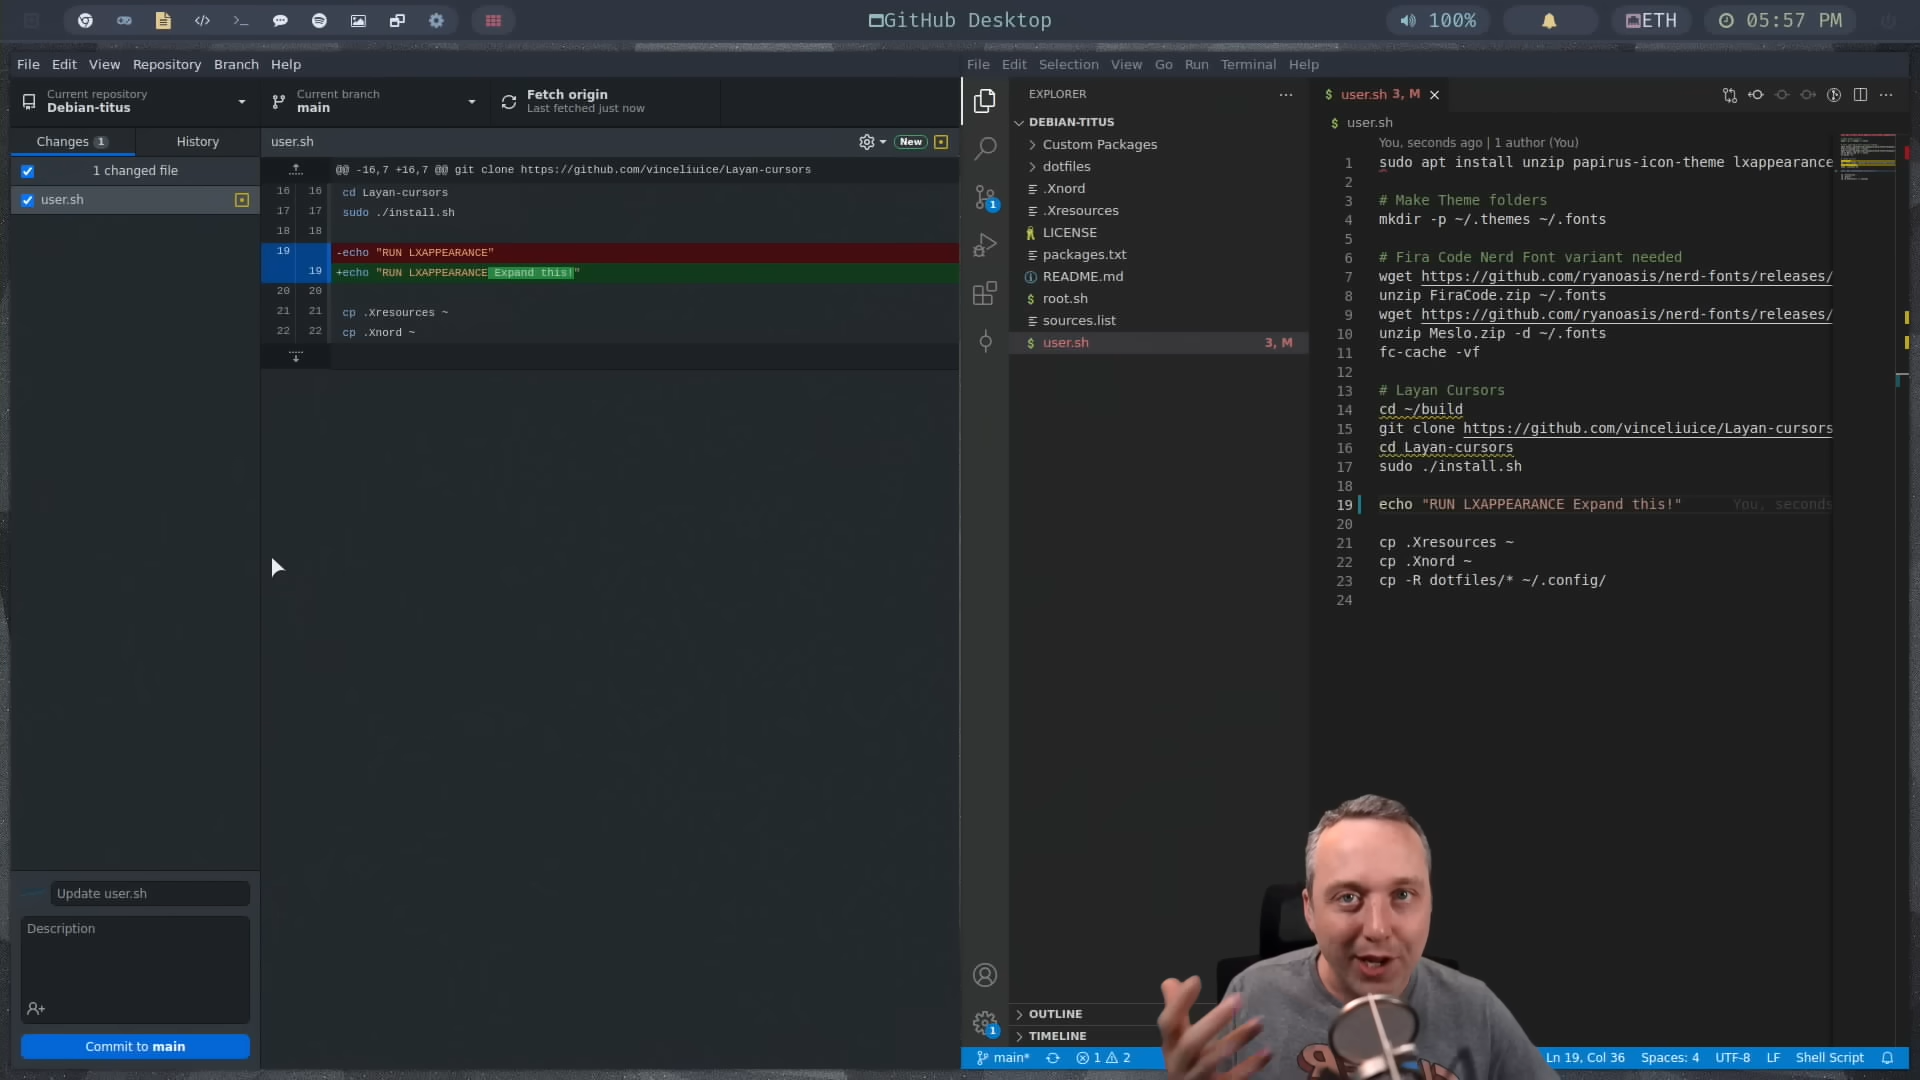 GitHub Desktop
100%
ETH
05:57 PM
File Edit View Repository Branch Help
Current repository
Debian-titus
Current branch
main
Fetch origin
Last fetched just now
Changes 1
History
user.sh
New
1 changed file
user.sh
@@ -16,7 +16,7 @@ git clone https://github.com/vinceliuice/Layan-cursors
16 16 cd Layan-cursors
17 17 sudo ./install.sh
18 18
19 -echo "RUN LXAPPEARANCE"
19 +echo "RUN LXAPPEARANCE Expand this!"
20 20
21 21 cp .Xresources ~
22 22 cp .Xnord ~
Update user.sh
Description
Commit to main
File Edit Selection View Go Run Terminal Help
EXPLORER
DEBIAN-TITUS
Custom Packages
dotfiles
.Xnord
.Xresources
LICENSE
packages.txt
README.md
root.sh
sources.list
user.sh 3, M
1
1
OUTLINE
TIMELINE
$ user.sh 3, M
$ user.sh
You, seconds ago | 1 author (You)
1 sudo apt install unzip papirus-icon-theme lxappearance
2
3 # Make Theme folders
4 mkdir -p ~/.themes ~/.fonts
5
6 # Fira Code Nerd Font variant needed
7 wget https://github.com/ryanoasis/nerd-fonts/releases/
8 unzip FiraCode.zip ~/.fonts
9 wget https://github.com/ryanoasis/nerd-fonts/releases/
10 unzip Meslo.zip -d ~/.fonts
11 fc-cache -vf
12
13 # Layan Cursors
14 cd ~/build
15 git clone https://github.com/vinceliuice/Layan-cursors
16 cd Layan-cursors
17 sudo ./install.sh
18
19 echo "RUN LXAPPEARANCE Expand this!" You, seconds
20
21 cp .Xresources ~
22 cp .Xnord ~
23 cp -R dotfiles/* ~/.config/
24
main* 1 2
Ln 19, Col 36 Spaces: 4 UTF-8 LF Shell Script